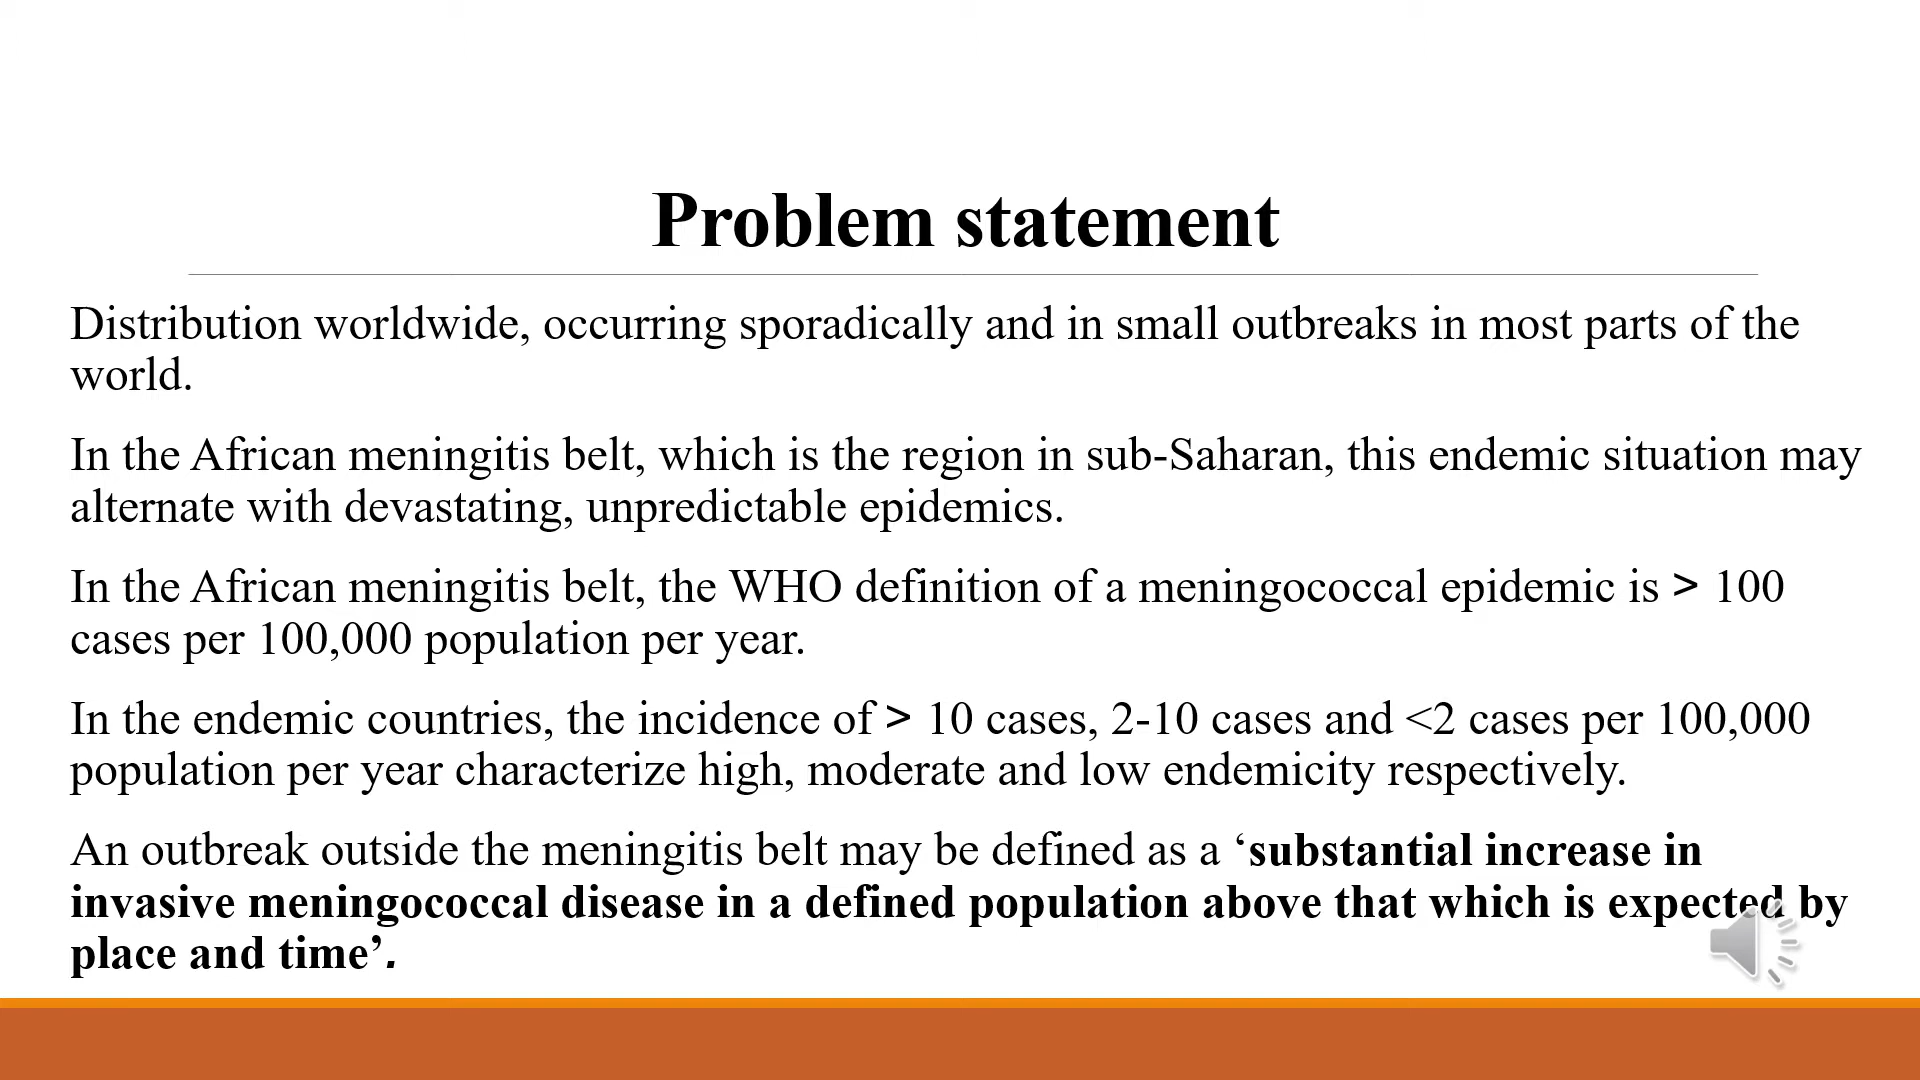 Problem statement
Distribution worldwide, occurring sporadically and in small outbreaks in most parts of the
world.
In the African meningitis belt, which is the region in sub-Saharan, this endemic situation may
alternate with devastating, unpredictable epidemics.
In the African meningitis belt, the WHO definition of a meningococcal epidemic is > 100
cases per 100,000 population per year.
In the endemic countries, the incidence of > 10 cases, 2-10 cases and <2 cases per 100,000
population per year characterize high, moderate and low endemicity respectively.
An outbreak outside the meningitis belt may be defined as a ‘substantial increase in
invasive meningococcal disease in a defined population above that which is expected by
place and time’.